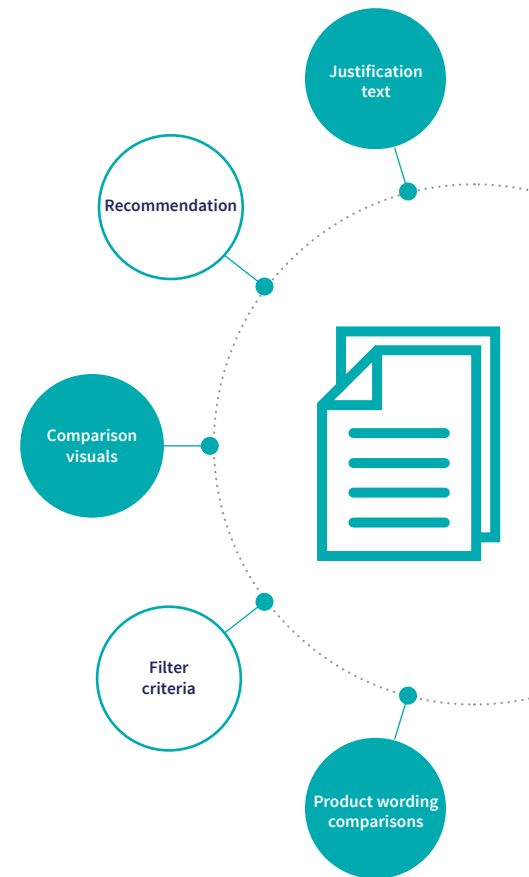 Justification
text
Recommendation
Comparison
visuals
Filter
criteria
Product wording
comparisons